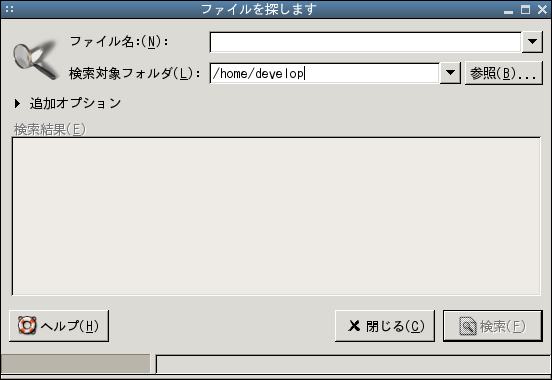 ファイルを探します
ファイル名:(N):
検索対象フォルダ(L): /home/develop 参照(B)...
追加オプション
検索結果(E)
ヘルプ(H) 閉じる(C) 検索(F)